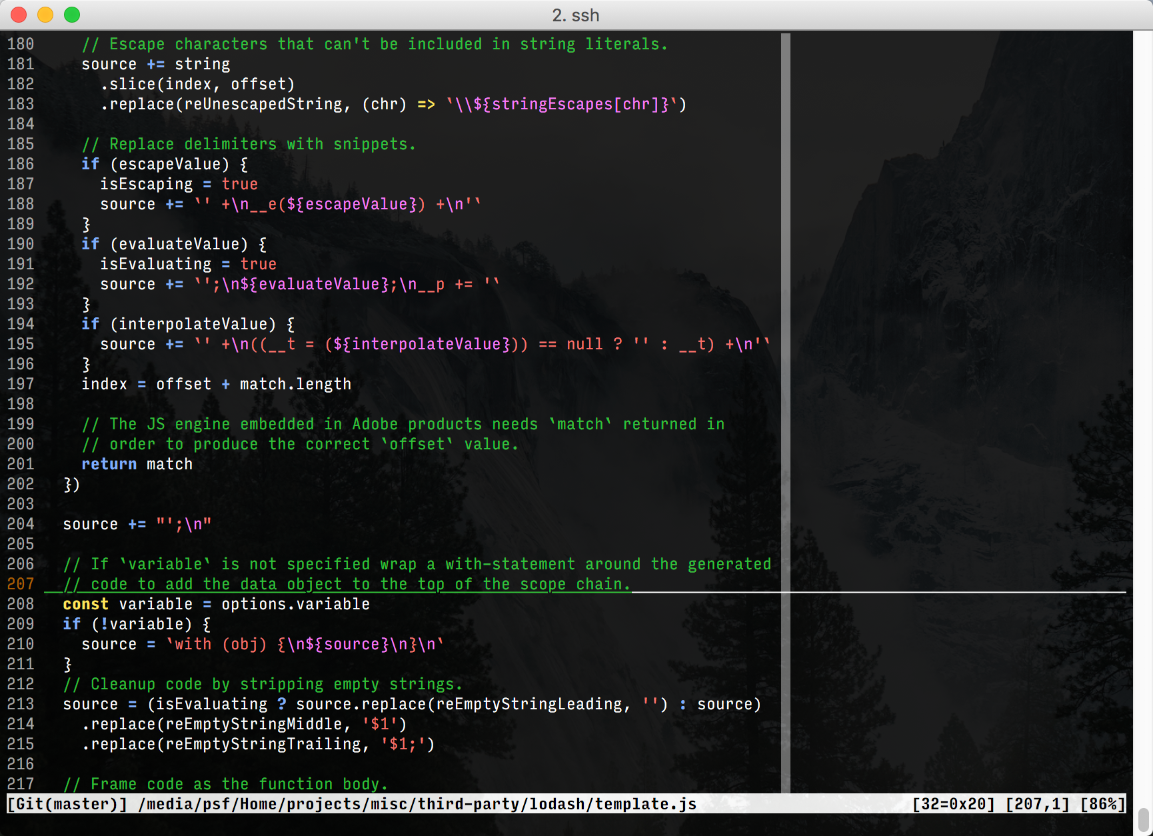 2. ssh
180     // Escape characters that can't be included in string literals.
181     source += string
182       .slice(index, offset)
183       .replace(reUnescapedString, (chr) => `\\${stringEscapes[chr]}`)
184
185     // Replace delimiters with snippets.
186     if (escapeValue) {
187       isEscaping = true
188       source += `' +\n__e(${escapeValue}) +\n'`
189     }
190     if (evaluateValue) {
191       isEvaluating = true
192       source += `';\n${evaluateValue};\n__p += '`
193     }
194     if (interpolateValue) {
195       source += `' +\n((__t = (${interpolateValue})) == null ? '' : __t) +\n'`
196     }
197     index = offset + match.length
198
199     // The JS engine embedded in Adobe products needs `match` returned in
200     // order to produce the correct `offset` value.
201     return match
202   })
203
204   source += "';\n"
205
206   // If `variable` is not specified wrap a with-statement around the generated
207   // code to add the data object to the top of the scope chain.
208   const variable = options.variable
209   if (!variable) {
210     source = `with (obj) {\n${source}\n}\n`
211   }
212   // Cleanup code by stripping empty strings.
213   source = (isEvaluating ? source.replace(reEmptyStringLeading, '') : source)
214     .replace(reEmptyStringMiddle, '$1')
215     .replace(reEmptyStringTrailing, '$1;')
216
217   // Frame code as the function body.
[Git(master)] /media/psf/Home/projects/misc/third-party/lodash/template.js [32=0x20] [207,1] [86%]